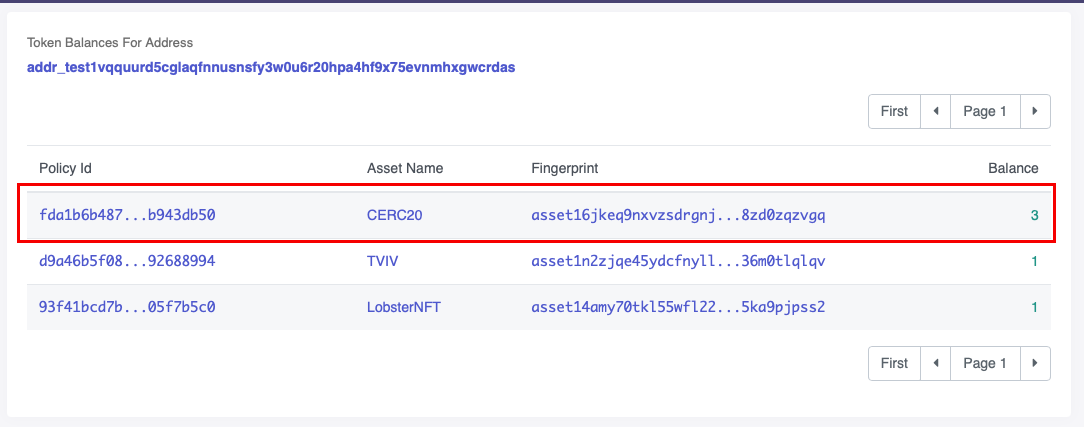 Token Balances For Address
addr_test1vqquurd5cglaqfnnusnsfy3w0u6r20hpa4hf9x75evnmhxgwcrdas
First Page 1
Policy Id Asset Name Fingerprint Balance
fda1b6b487...b943db50 CERC20 asset16jkeq9nxvzsdrgnj...8zd0zqzvgq 3
d9a46b5f08...92688994 TVIV asset1n2zjqe45ydcfnyll...36m0tlqlqv 1
93f41bcd7b...05f7b5c0 LobsterNFT asset14amy70tkl55wfl22...5ka9pjpss2 1
First Page 1